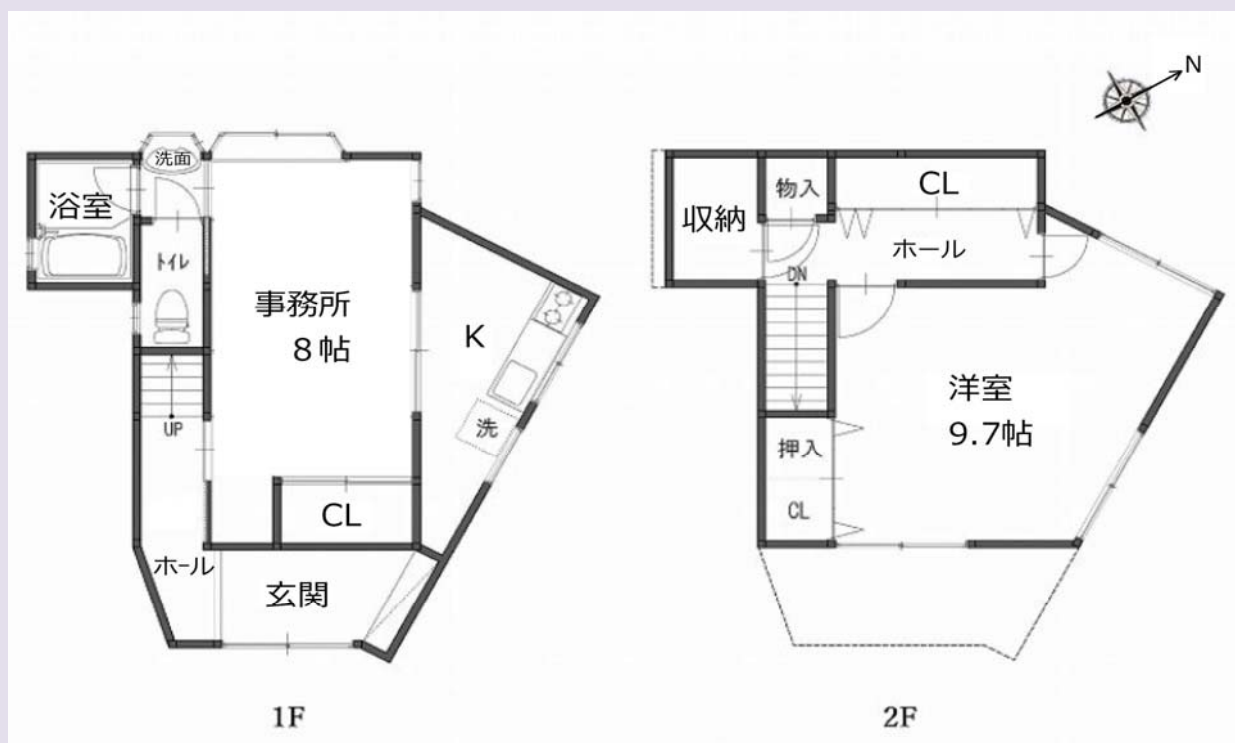 N
洗面
浴室
トイレ
事務所
8帖
K
洗
UP
CL
ホール
玄関
1F
物入
CL
収納
ホール
DN
洋室
9.7帖
押入
CL
2F